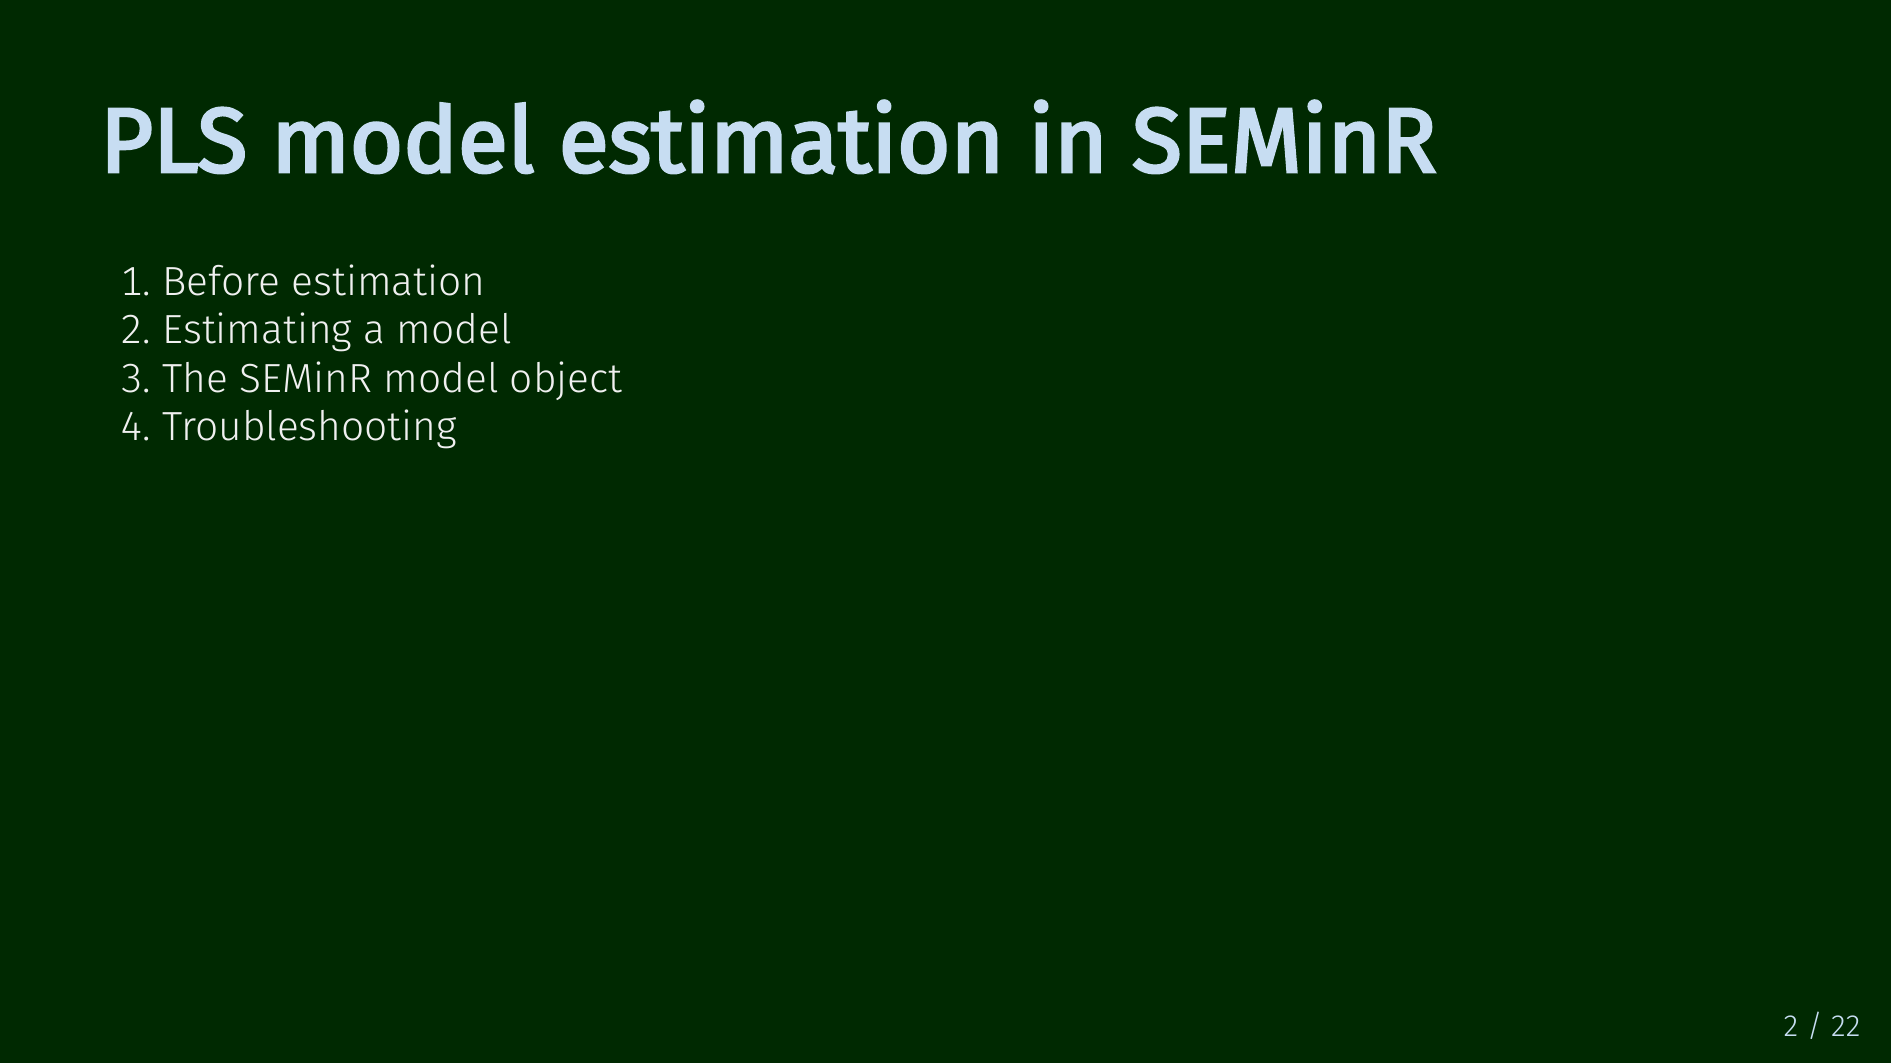 PLS model estimation in SEMinR
1. Before estimation
2. Estimating a model
3. The SEMinR model object
4. Troubleshooting
2 / 22